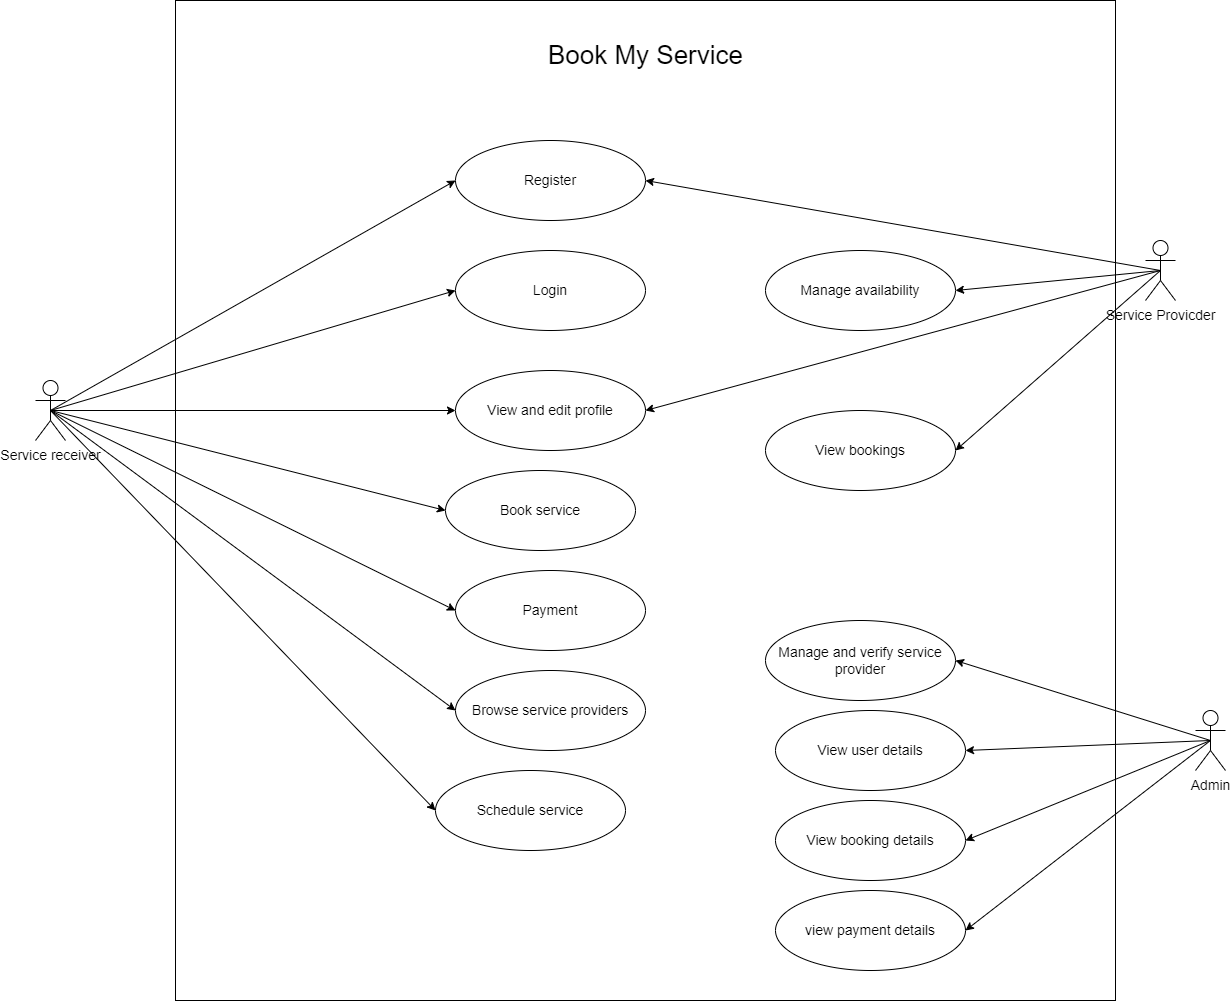 Book My Service
Register
Login
Manage availability
Service Provicder
View and edit profile
View bookings
Service receiver
Book service
Payment
Manage and verify service
provider
Browse service providers
View user details
Admin
Schedule service
View booking details
view payment details